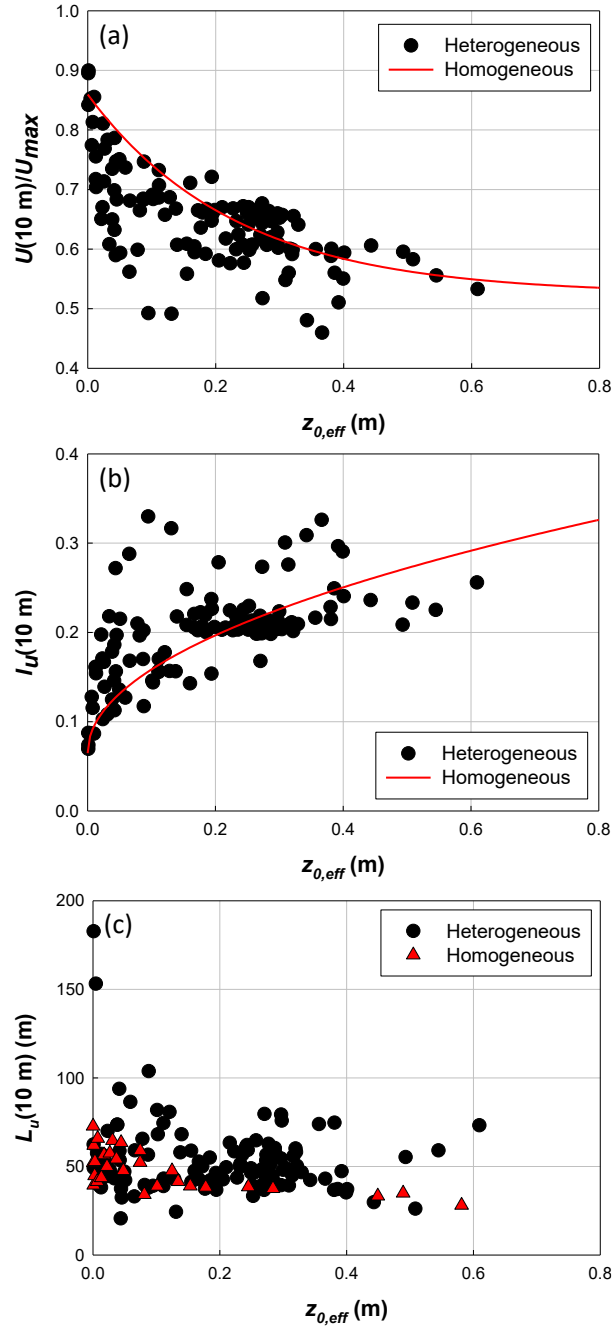 (a)
Heterogeneous
Homogeneous
1.0
0.9
0.8
0.7
0.6
0.5
0.4
U(10 m)/Umax
0.0 0.2 0.4 0.6 0.8
z0,eff (m)
(b)
0.4
0.3
0.2
0.1
0.0
Iu(10 m)
Heterogeneous
Homogeneous
0.0 0.2 0.4 0.6 0.8
z0,eff (m)
(c)
Heterogeneous
Homogeneous
200
150
100
50
0
Lu(10 m) (m)
0.0 0.2 0.4 0.6 0.8
z0,eff (m)